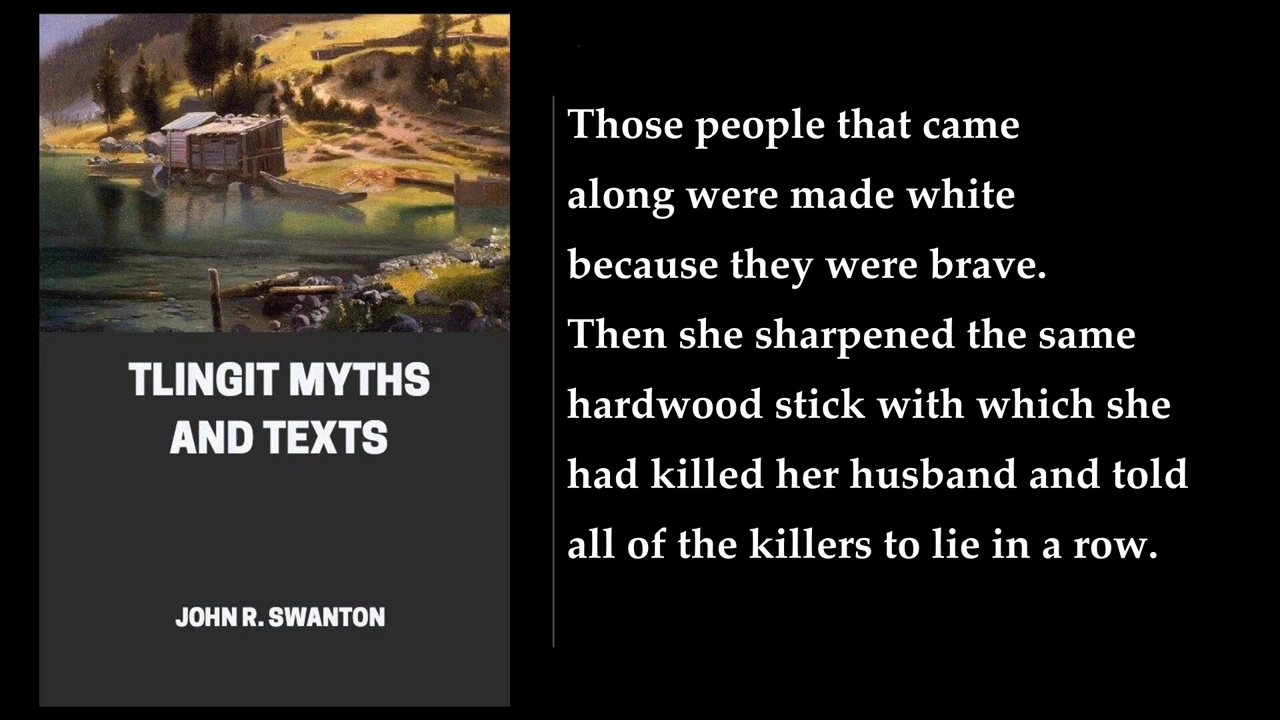 TLINGIT MYTHS
AND TEXTS
JOHN R. SWANTON
Those people that came
along were made white
because they were brave.
Then she sharpened the same
hardwood stick with which she
had killed her husband and told
all of the killers to lie in a row.